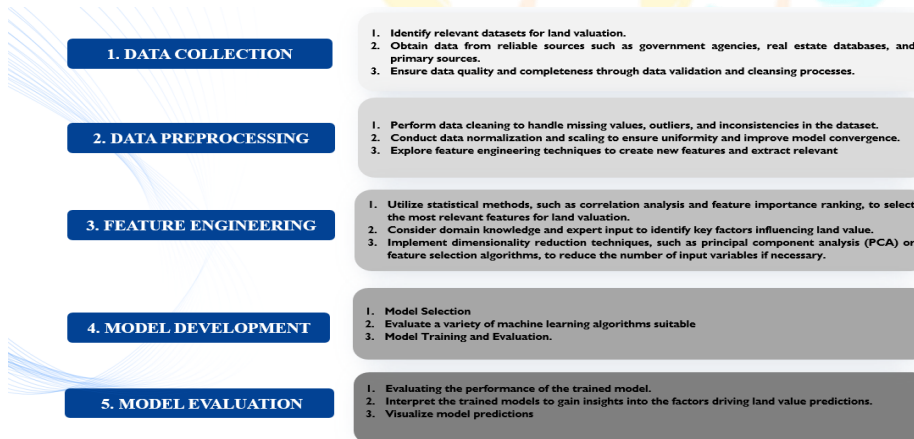 1. DATA COLLECTION
1. Identify relevant datasets for land valuation.
2. Obtain data from reliable sources such as government agencies, real estate databases, and
primary sources.
3. Ensure data quality and completeness through data validation and cleansing processes.
2. DATA PREPROCESSING
1. Perform data cleaning to handle missing values, outliers, and inconsistencies in the dataset.
2. Conduct data normalization and scaling to ensure uniformity and improve model convergence.
3. Explore feature engineering techniques to create new features and extract relevant
3. FEATURE ENGINEERING
1. Utilize statistical methods, such as correlation analysis and feature importance ranking, to select
the most relevant features for land valuation.
2. Consider domain knowledge and expert input to identify key factors influencing land value.
3. Implement dimensionality reduction techniques, such as principal component analysis (PCA) or
feature selection algorithms, to reduce the number of input variables if necessary.
4. MODEL DEVELOPMENT
1. Model Selection
2. Evaluate a variety of machine learning algorithms suitable
3. Model Training and Evaluation.
5. MODEL EVALUATION
1. Evaluating the performance of the trained model.
2. Interpret the trained models to gain insights into the factors driving land value predictions.
3. Visualize model predictions